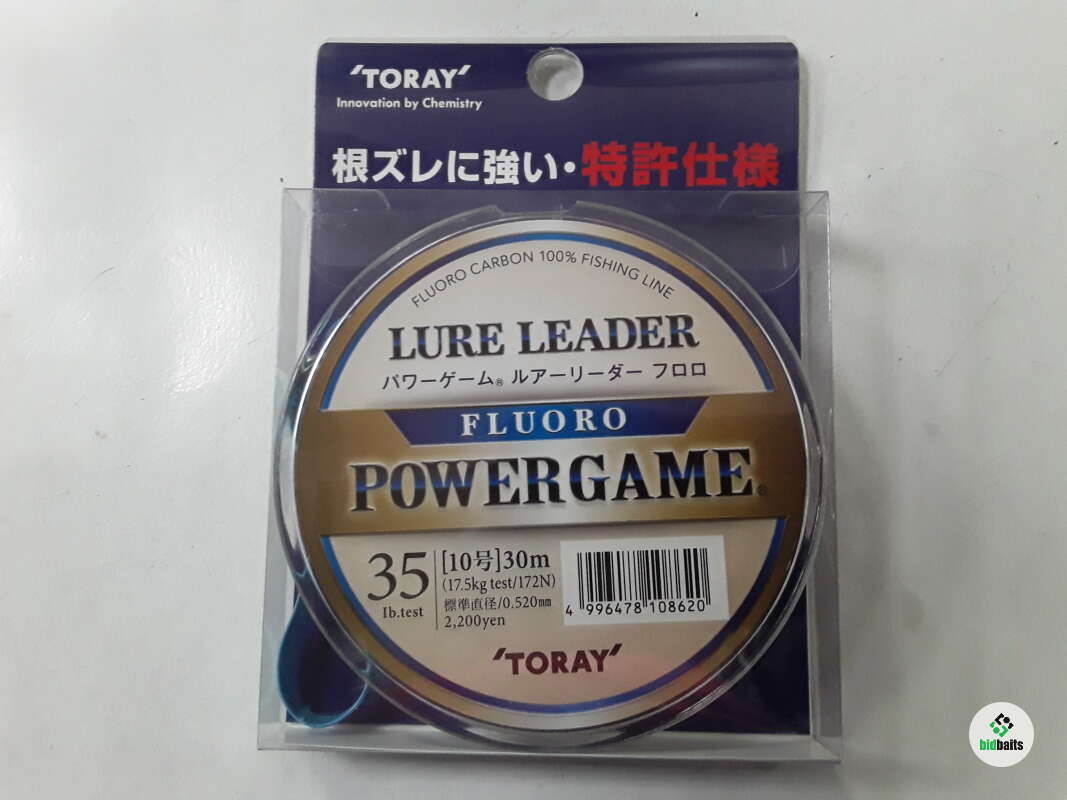 'TORAY'
Innovation by Chemistry
根ズレに強い・特許仕様
FLUORO CARBON 100% FISHING LINE
LURE LEADER
パワーゲーム® ルアーリーダー フロロ
FLUORO
POWERGAME®
35 lb.test
[10号]30m
(17.5kg test/172N)
標準直径/0.520mm
2,200yen
4 996478 108620
'TORAY'
bidbaits